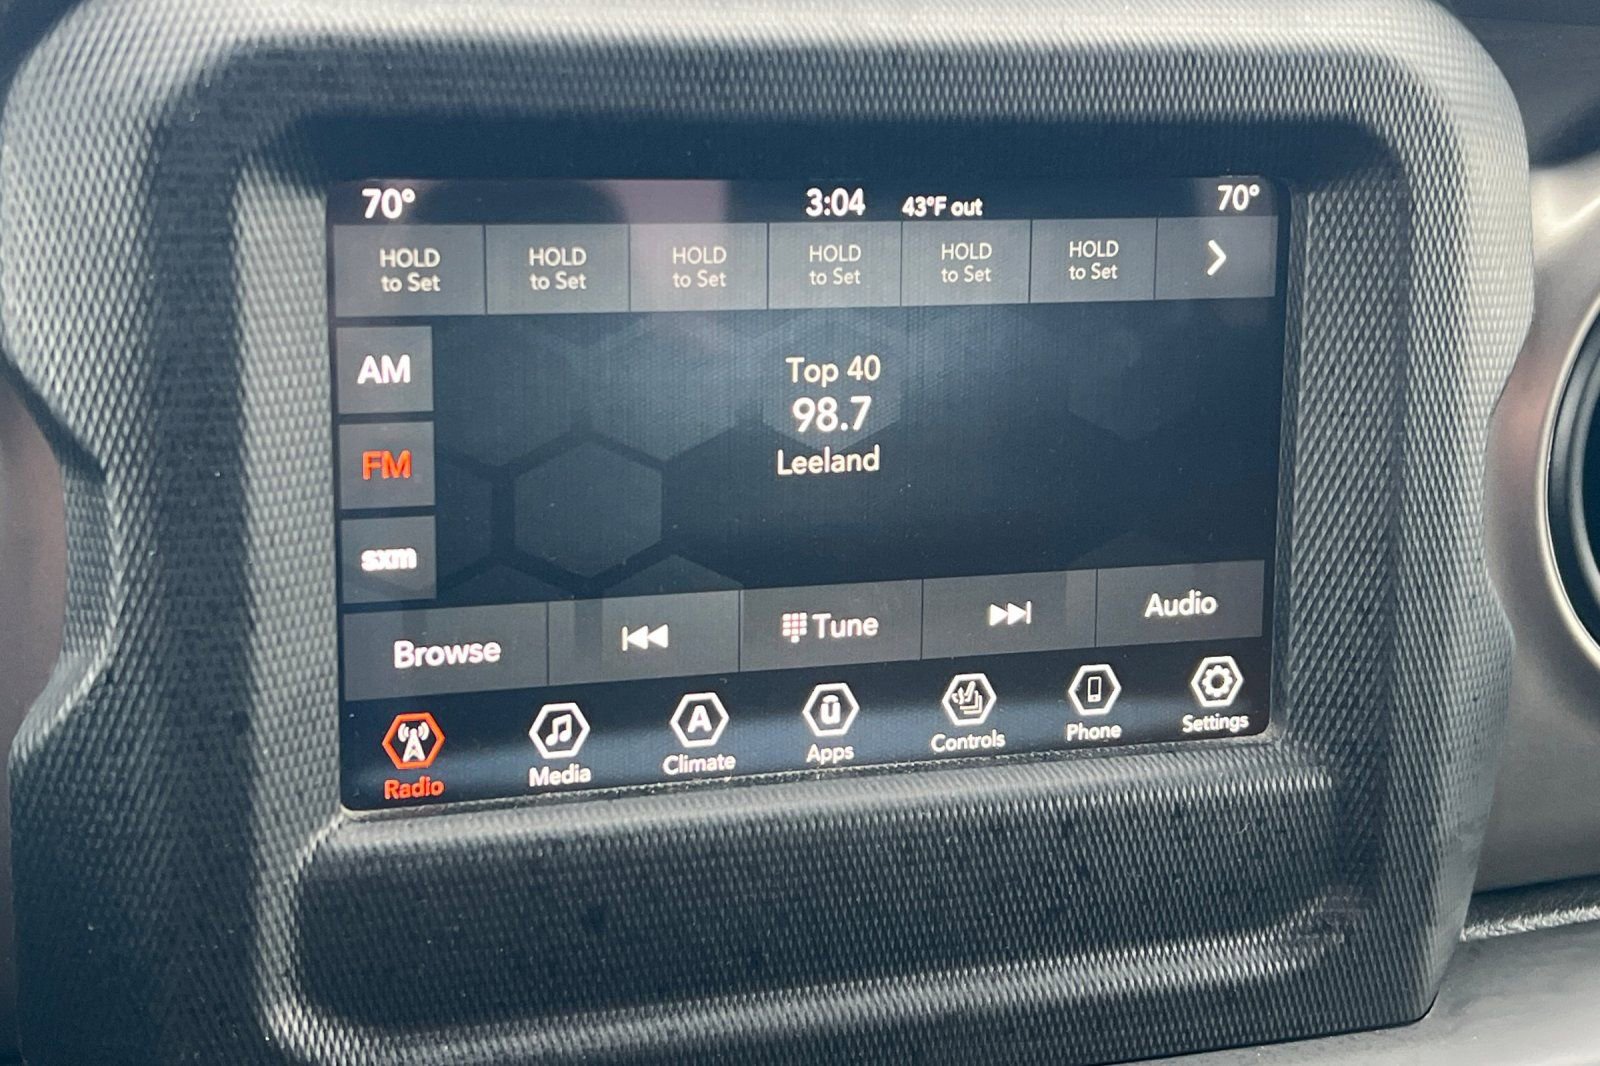 70° 3:04 43°F out 70°
HOLD to Set
HOLD to Set
HOLD to Set
HOLD to Set
HOLD to Set
HOLD to Set
AM
FM
sxm
Top 40
98.7
Leeland
Browse Tune Audio
Radio Media Climate Apps Controls Phone Settings